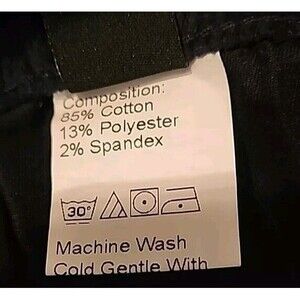 Composition:
85% Cotton
13% Polyester
2% Spandex
30°
Machine Wash
Cold Gentle With